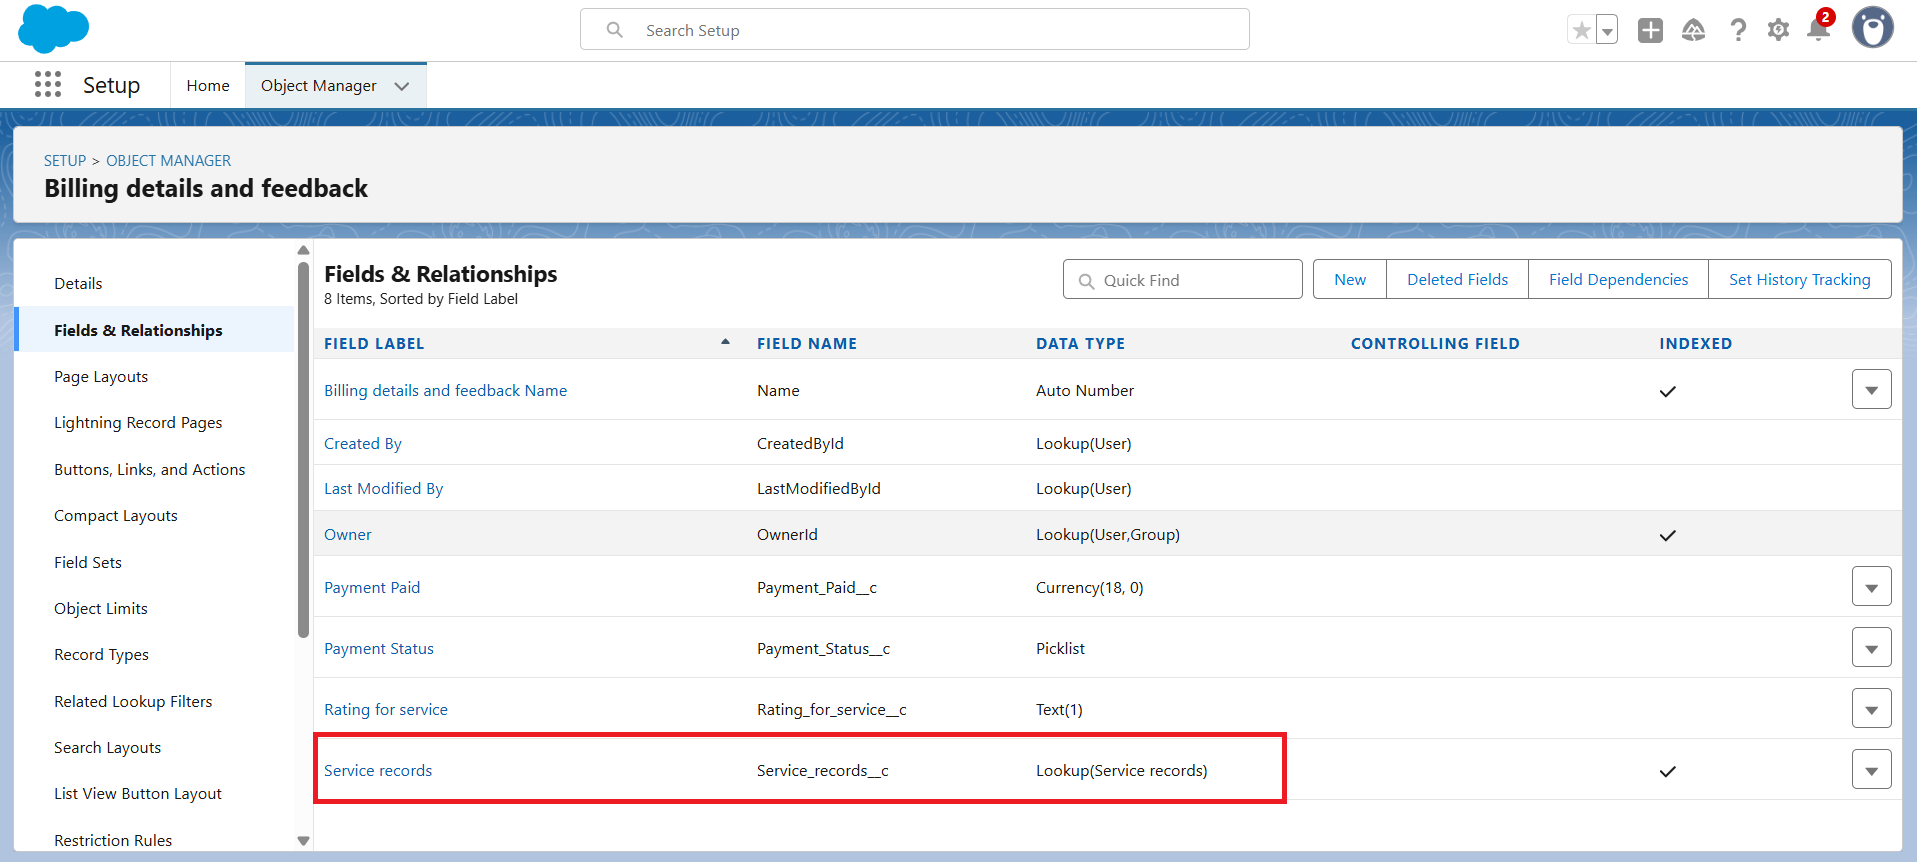 Search Setup
2
Setup
Home
Object Manager
SETUP > OBJECT MANAGER
Billing details and feedback
Details
Fields & Relationships
Page Layouts
Lightning Record Pages
Buttons, Links, and Actions
Compact Layouts
Field Sets
Object Limits
Record Types
Related Lookup Filters
Search Layouts
List View Button Layout
Restriction Rules
Fields & Relationships
8 Items, Sorted by Field Label
Quick Find
New
Deleted Fields
Field Dependencies
Set History Tracking
FIELD LABEL FIELD NAME DATA TYPE CONTROLLING FIELD INDEXED
Billing details and feedback Name Name Auto Number
Created By CreatedById Lookup(User)
Last Modified By LastModifiedById Lookup(User)
Owner OwnerId Lookup(User,Group)
Payment Paid Payment_Paid__c Currency(18, 0)
Payment Status Payment_Status__c Picklist
Rating for service Rating_for_service__c Text(1)
Service records Service_records__c Lookup(Service records)